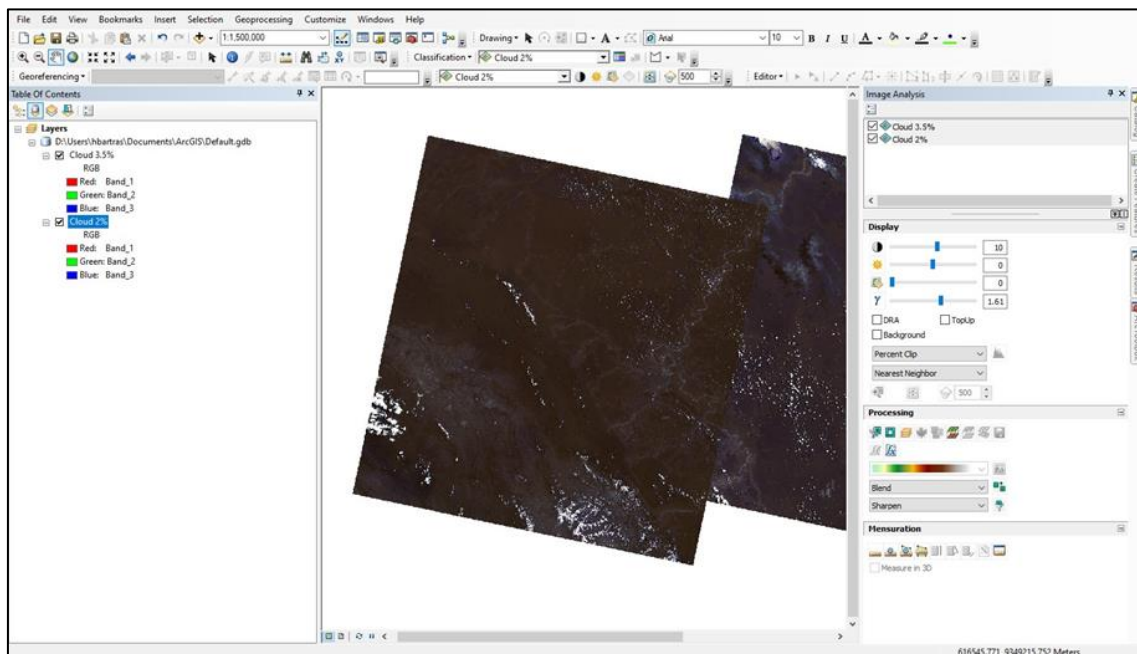 File Edit View Bookmarks Insert Selection Geoprocessing Customize Windows Help
1:1,500,000 Drawing Arial 10 B I U A
Classification Cloud 2%
Georeferencing Cloud 2% 500 Editor
Table Of Contents
Layers
D:\Users\hbartras\Documents\ArcGIS\Default.gdb
Cloud 3.5%
RGB
Red: Band_1
Green: Band_2
Blue: Band_3
Cloud 2%
RGB
Red: Band_1
Green: Band_2
Blue: Band_3
Image Analysis
Cloud 3.5%
Cloud 2%
Display
10
0
0
γ 1.61
DRA TopUp
Background
Percent Clip
Nearest Neighbor
500
Processing
Blend
Sharpen
Mensuration
Measure in 3D
616545.771 9349215.752 Meters